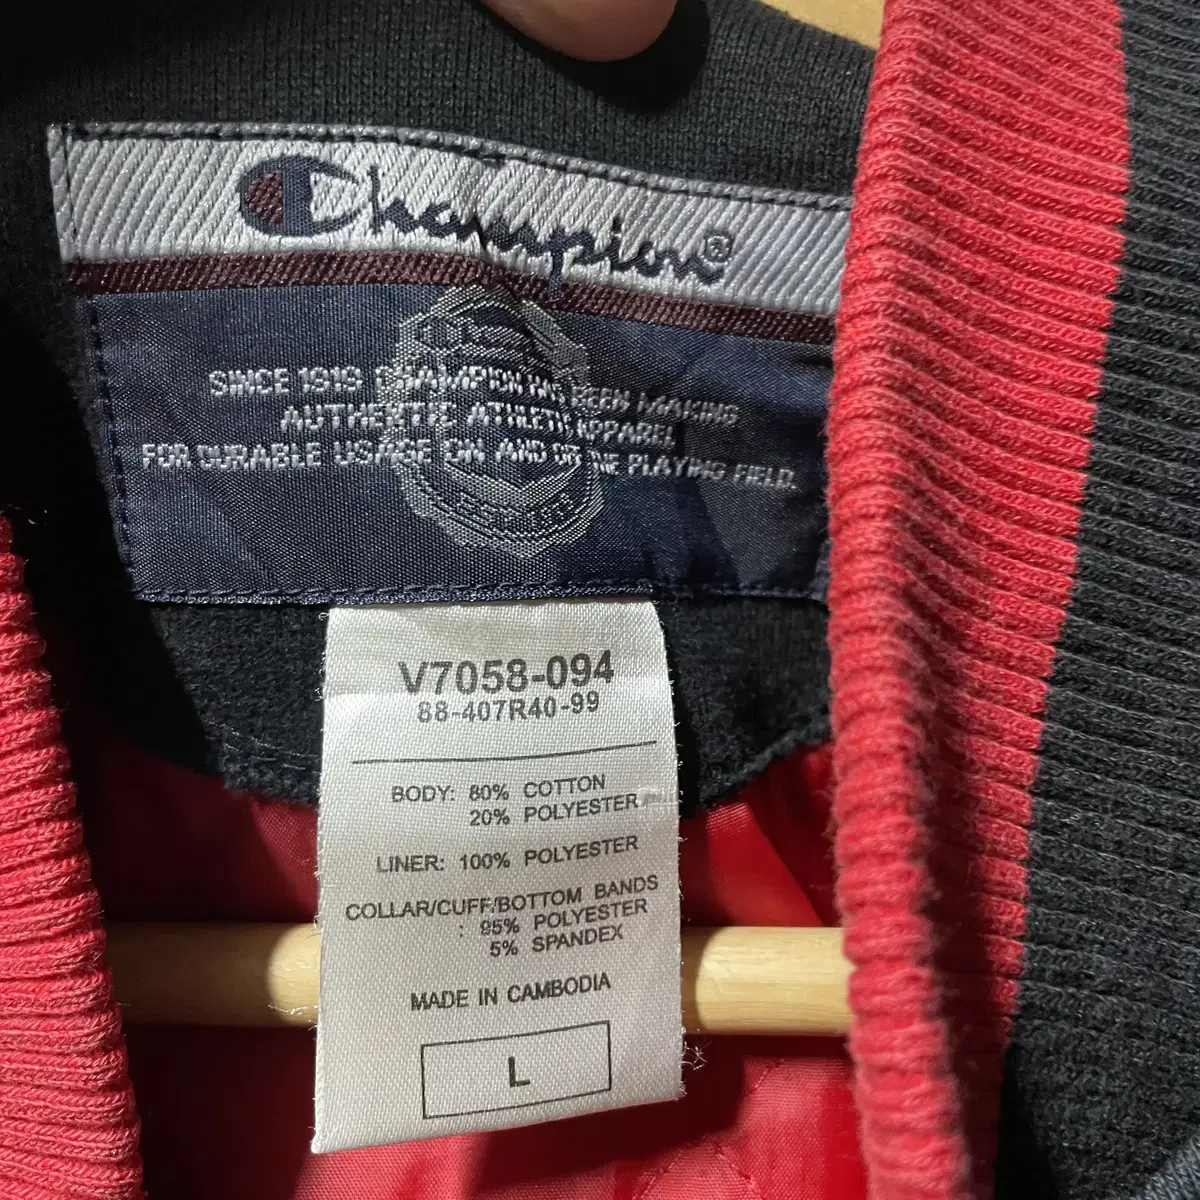 Champion®
SINCE 1919 CHAMPION HAS BEEN MAKING
AUTHENTIC ATHLETIC APPAREL
FOR DURABLE USAGE ON AND OFF THE PLAYING FIELD.
V7058-094
88-407R40-99
BODY: 80% COTTON
20% POLYESTER
LINER: 100% POLYESTER
COLLAR/CUFF/BOTTOM BANDS
: 95% POLYESTER
5% SPANDEX
MADE IN CAMBODIA
L